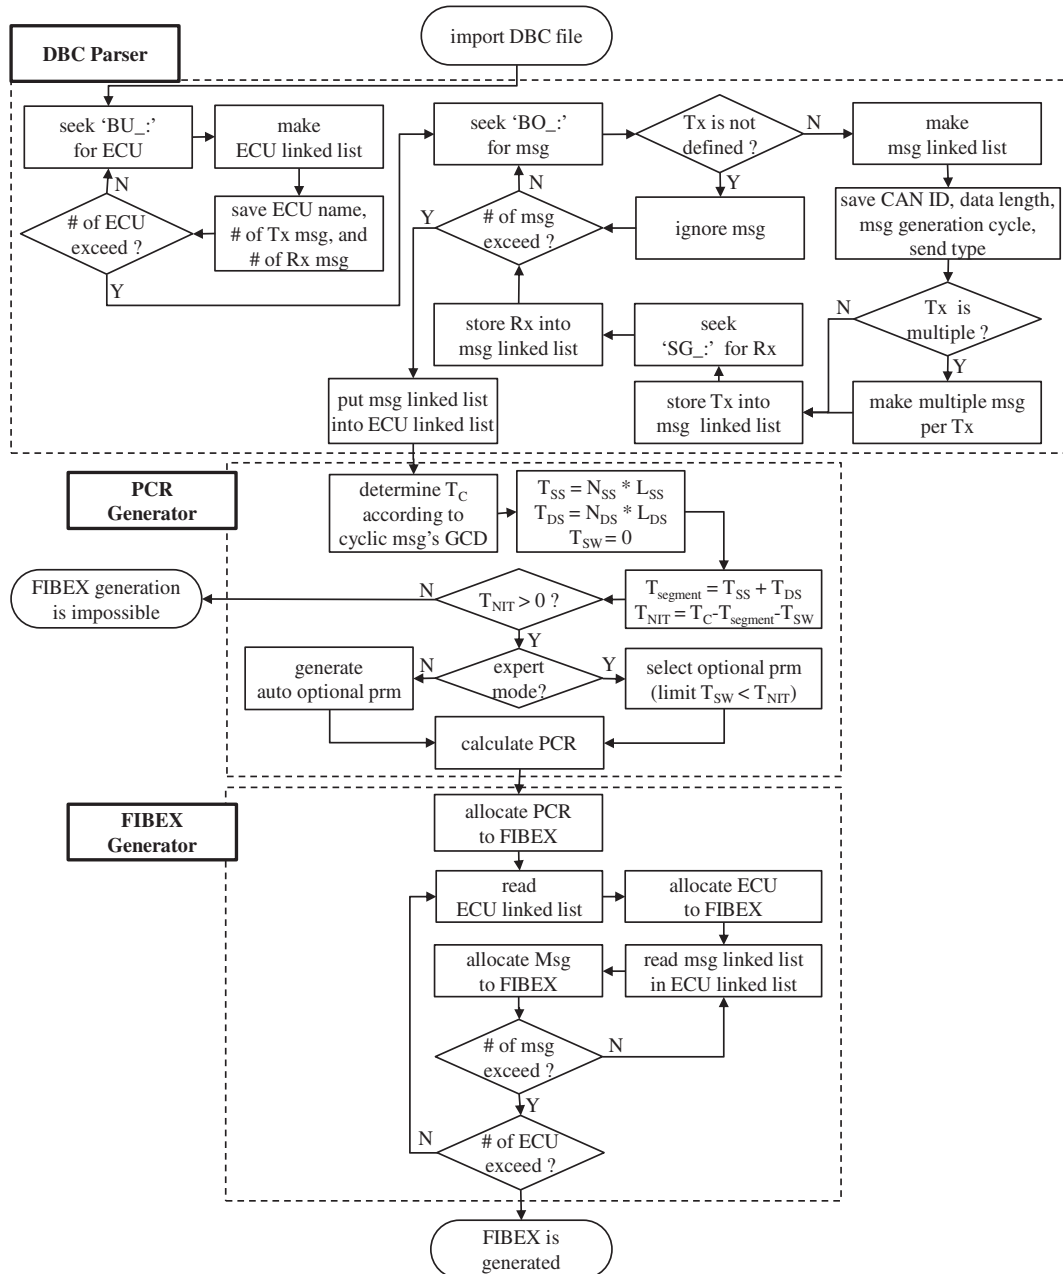 import DBC file
DBC Parser
seek ‘BU_:’
for ECU
make
ECU linked list
# of ECU
exceed ?
N
Y
save ECU name,
# of Tx msg, and
# of Rx msg
seek ‘BO_:’
for msg
Tx is not
defined ?
N
Y
make
msg linked list
# of msg
exceed ?
N
Y
ignore msg
save CAN ID, data length,
msg generation cycle,
send type
Tx is
multiple ?
N
Y
store Rx into
msg linked list
seek
‘SG_:’ for Rx
put msg linked list
into ECU linked list
store Tx into
msg linked list
make multiple msg
per Tx
PCR
Generator
determine T_C
according to
cyclic msg’s GCD
T_SS = N_SS * L_SS
T_DS = N_DS * L_DS
T_SW = 0
FIBEX generation
is impossible
N
T_NIT > 0 ?
Y
T_segment = T_SS + T_DS
T_NIT = T_C-T_segment-T_SW
generate
auto optional prm
N
expert
mode?
Y
select optional prm
(limit T_SW < T_NIT)
calculate PCR
FIBEX
Generator
allocate PCR
to FIBEX
read
ECU linked list
allocate ECU
to FIBEX
allocate Msg
to FIBEX
read msg linked list
in ECU linked list
# of msg
exceed ?
N
Y
N
# of ECU
exceed ?
FIBEX is
generated